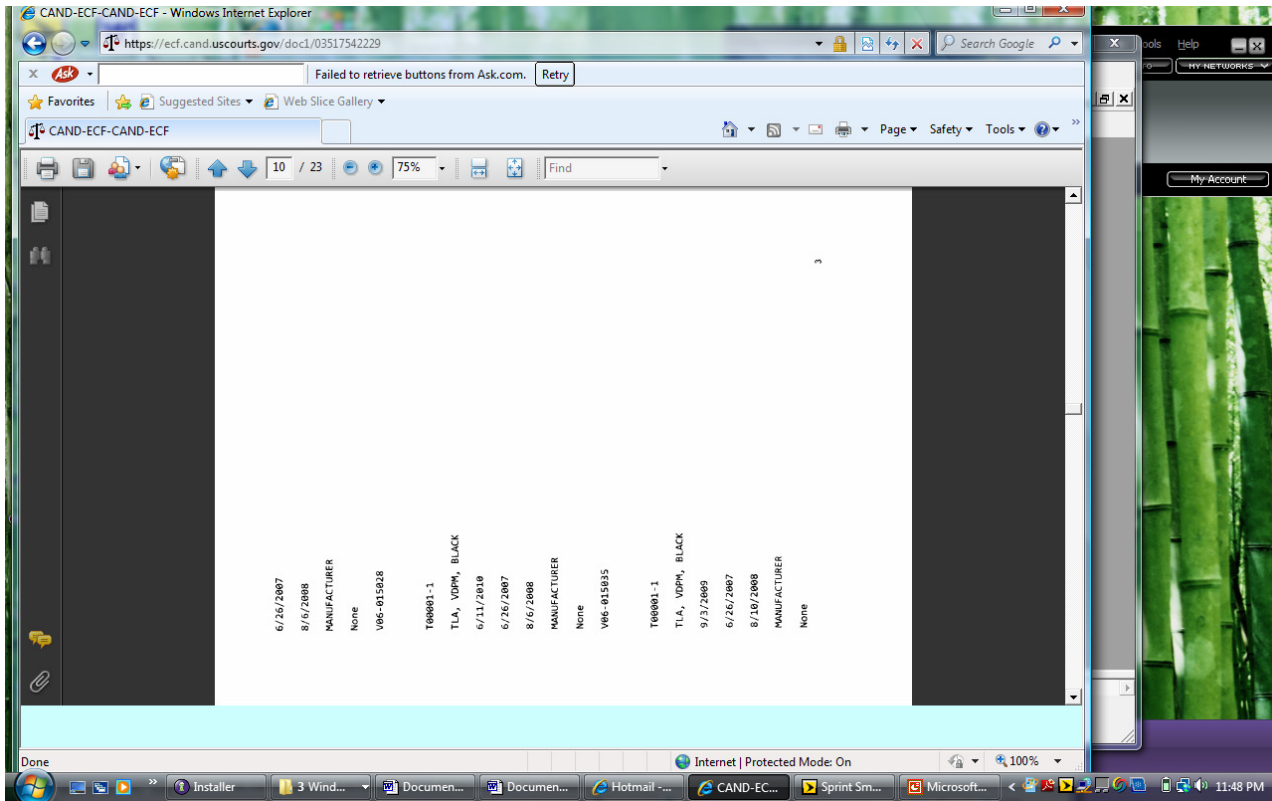 CAND-ECF-CAND-ECF - Windows Internet Explorer
https://ecf.cand.uscourts.gov/doc1/03517542229
Search Google
Ask
Failed to retrieve buttons from Ask.com. Retry
Favorites Suggested Sites Web Slice Gallery
CAND-ECF-CAND-ECF
Page Safety Tools
10 / 23 75% Find
3
6/26/2007
8/6/2008
MANUFACTURER
None
V06-015028
T00001-1
TLA, VDPM, BLACK
6/11/2010
6/26/2007
8/6/2008
MANUFACTURER
None
V06-015035
T00001-1
TLA, VDPM, BLACK
9/3/2009
6/26/2007
8/10/2008
MANUFACTURER
None
Done
Internet | Protected Mode: On
100%
ools Help
MY NETWORKS
My Account
Installer
3 Wind...
Documen...
Documen...
Hotmail -...
CAND-EC...
Sprint Sm...
Microsoft...
11:48 PM